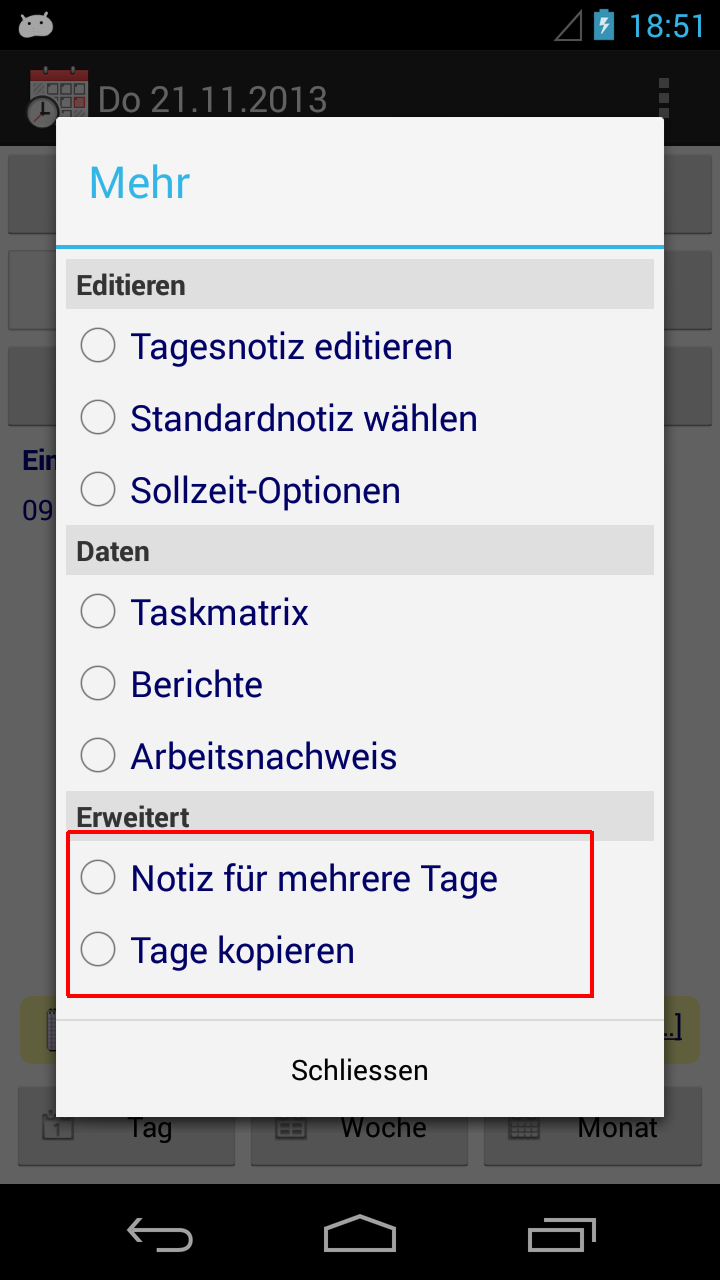 18:51
Do 21.11.2013
Mehr
Editieren
Tagesnotiz editieren
Standardnotiz wählen
Sollzeit-Optionen
Ein
09
Daten
Taskmatrix
Berichte
Arbeitsnachweis
Erweitert
Notiz für mehrere Tage
Tage kopieren
..]
Schliessen
1
Tag
Woche
Monat